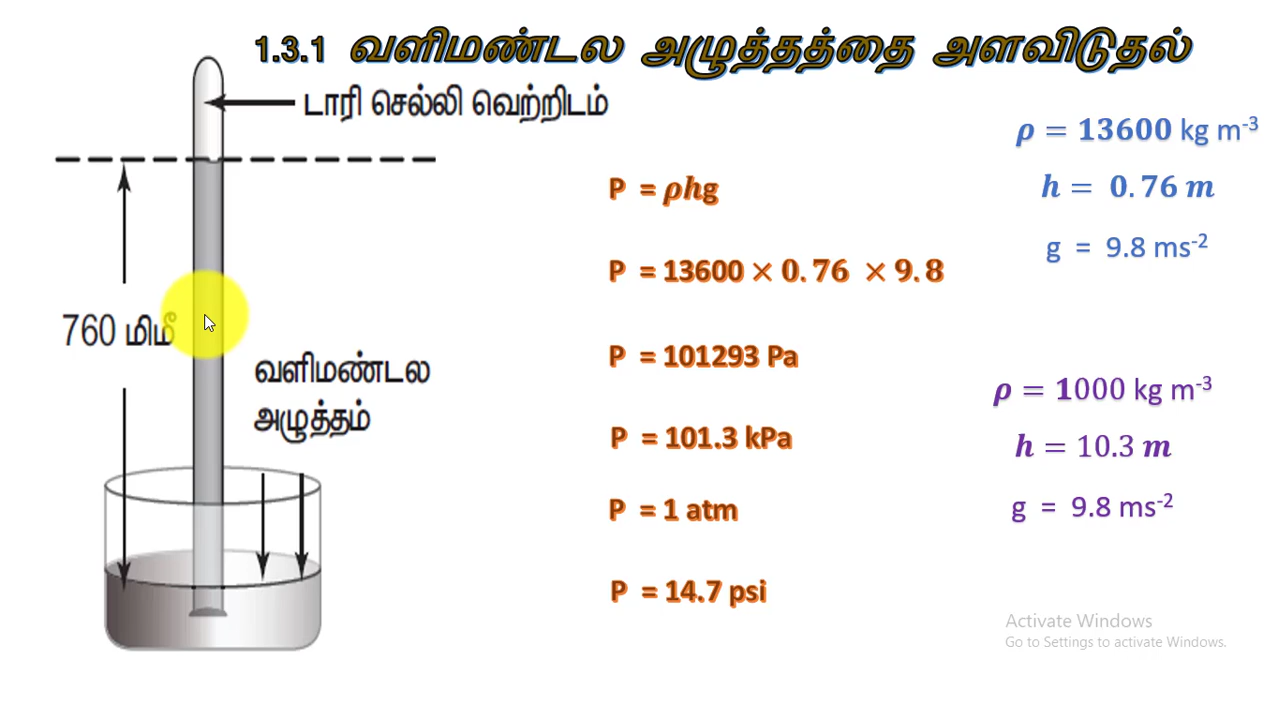 1.3.1 வளிமண்டல அழுத்தத்தை அளவிடுதல்
டாரி செல்லி வெற்றிடம்
760 மிமீ
வளிமண்டல
அழுத்தம்
P = ρhg
P = 13600 × 0.76 × 9.8
P = 101293 Pa
P = 101.3 kPa
P = 1 atm
P = 14.7 psi
ρ = 13600 kg m⁻³
h = 0.76 m
g = 9.8 ms⁻²
ρ = 1000 kg m⁻³
h = 10.3 m
g = 9.8 ms⁻²
Activate Windows
Go to Settings to activate Windows.